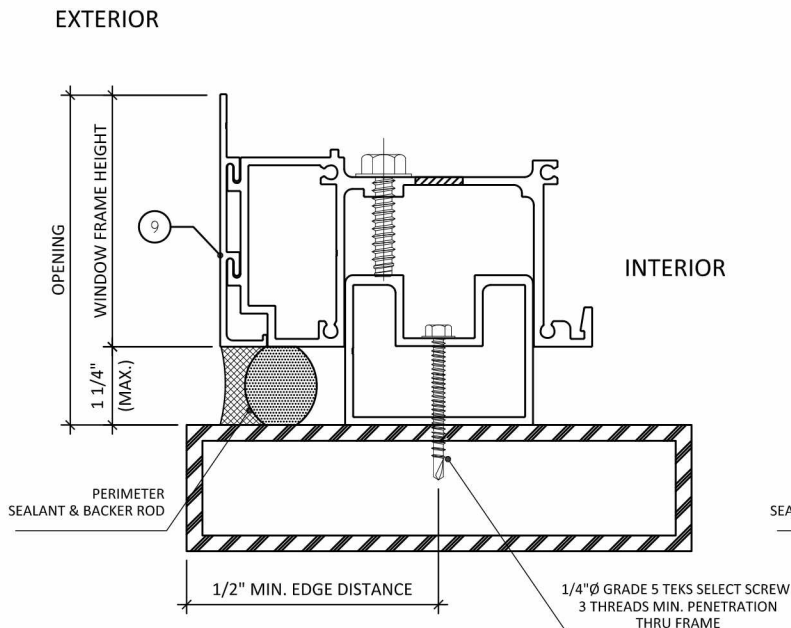 EXTERIOR
OPENING
WINDOW FRAME HEIGHT
9
INTERIOR
1 1/4"
(MAX.)
PERIMETER
SEALANT & BACKER ROD
SEA
1/2" MIN. EDGE DISTANCE
1/4"Ø GRADE 5 TEKS SELECT SCREW
3 THREADS MIN. PENETRATION
THRU FRAME